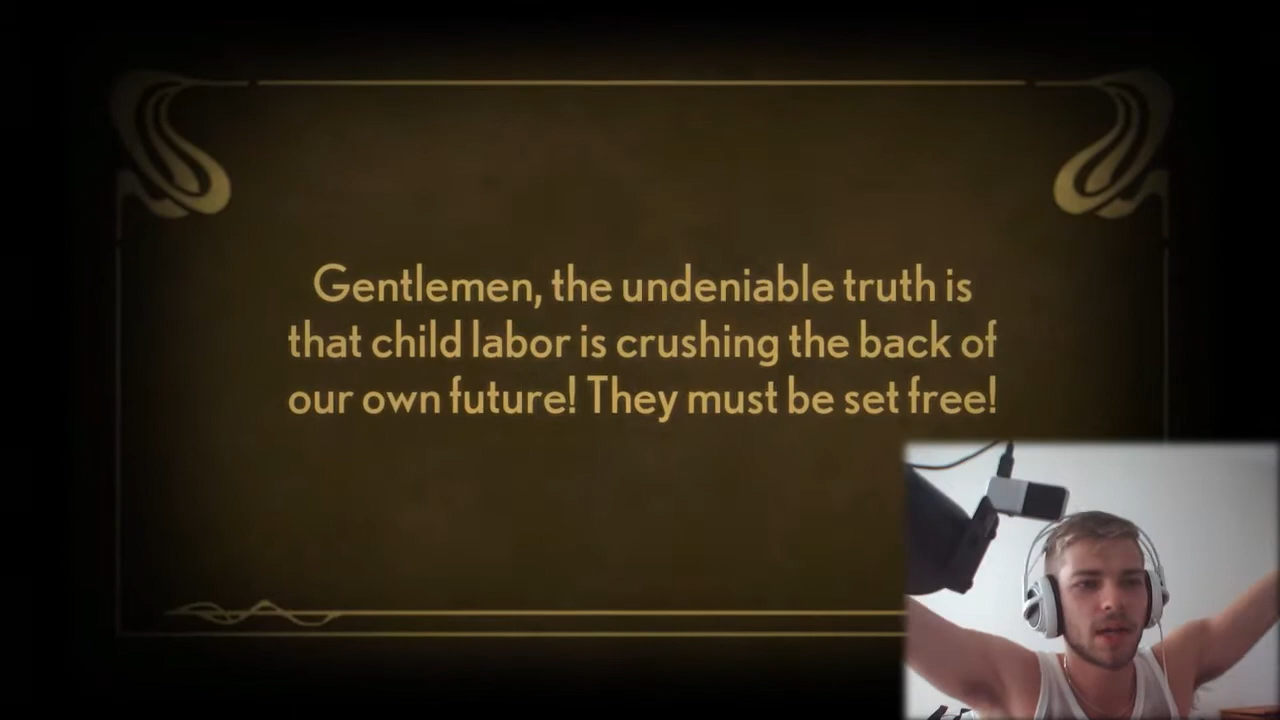 Gentlemen, the undeniable truth is
that child labor is crushing the back of
our own future! They must be set free!